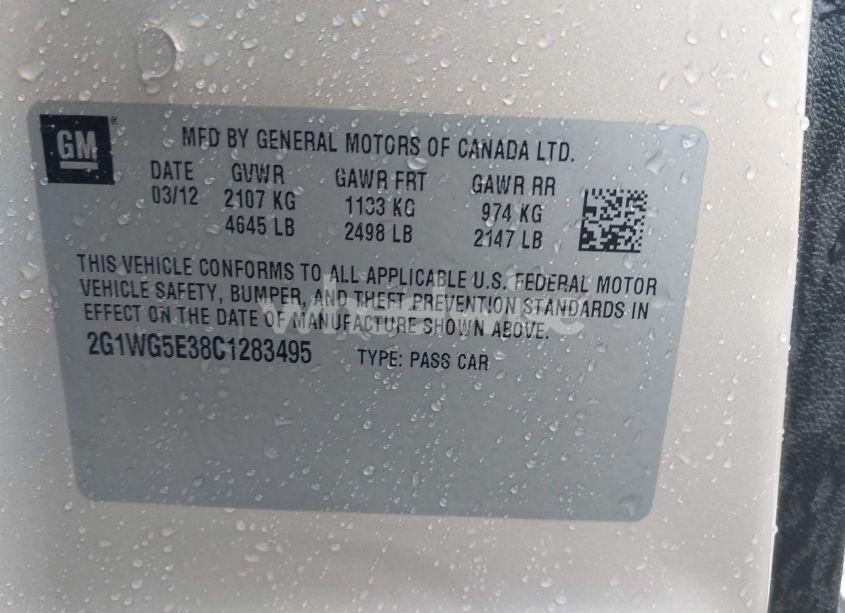 GM
MFD BY GENERAL MOTORS OF CANADA LTD.
DATE GVWR GAWR FRT GAWR RR
03/12 2107 KG 1133 KG 974 KG
4645 LB 2498 LB 2147 LB
THIS VEHICLE CONFORMS TO ALL APPLICABLE U.S. FEDERAL MOTOR
VEHICLE SAFETY, BUMPER, AND THEFT PREVENTION STANDARDS IN
EFFECT ON THE DATE OF MANUFACTURE SHOWN ABOVE.
2G1WG5E38C1283495 TYPE: PASS CAR